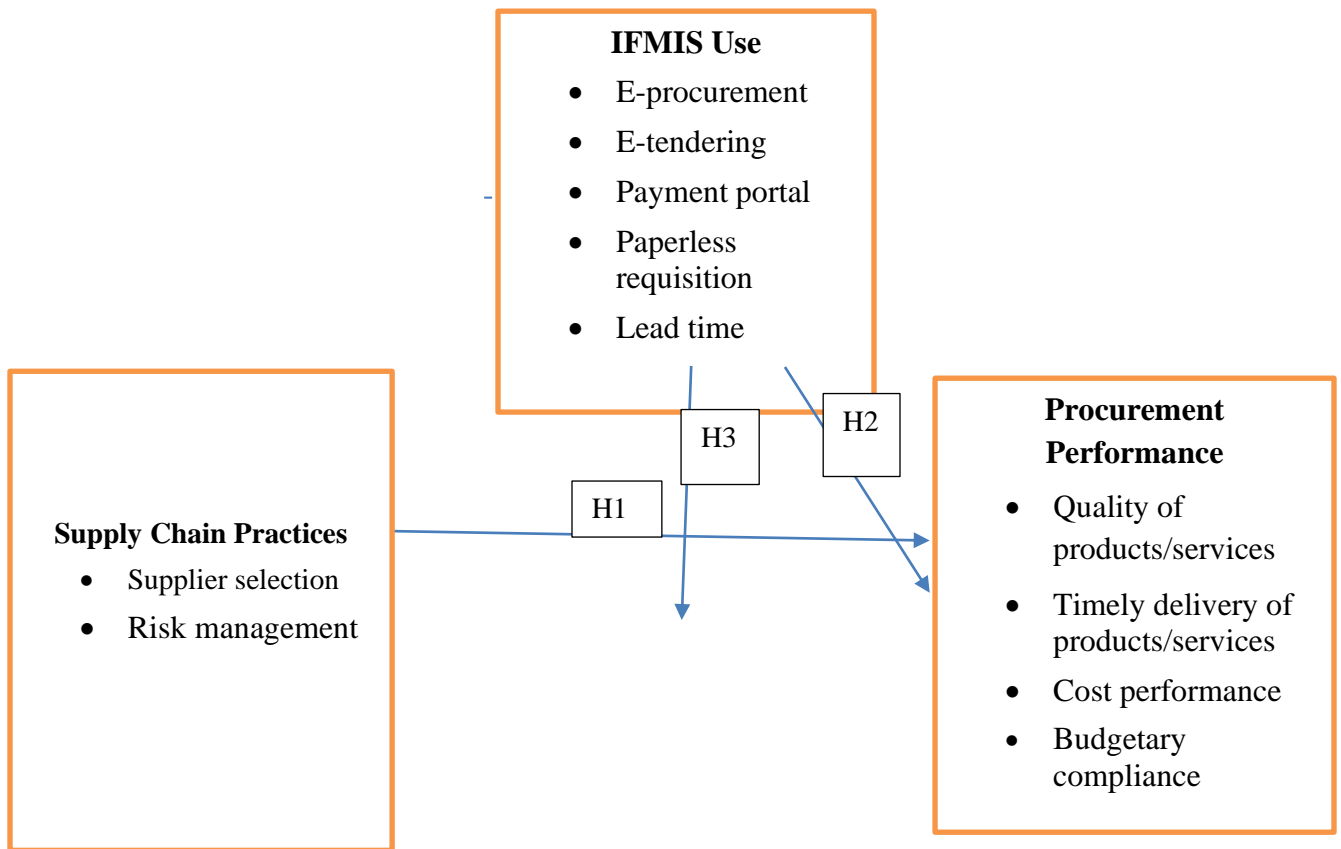 IFMIS Use
• E-procurement
• E-tendering
• Payment portal
• Paperless
requisition
• Lead time
H3
H2
H1
Supply Chain Practices
• Supplier selection
• Risk management
Procurement
Performance
• Quality of
products/services
• Timely delivery of
products/services
• Cost performance
• Budgetary
compliance